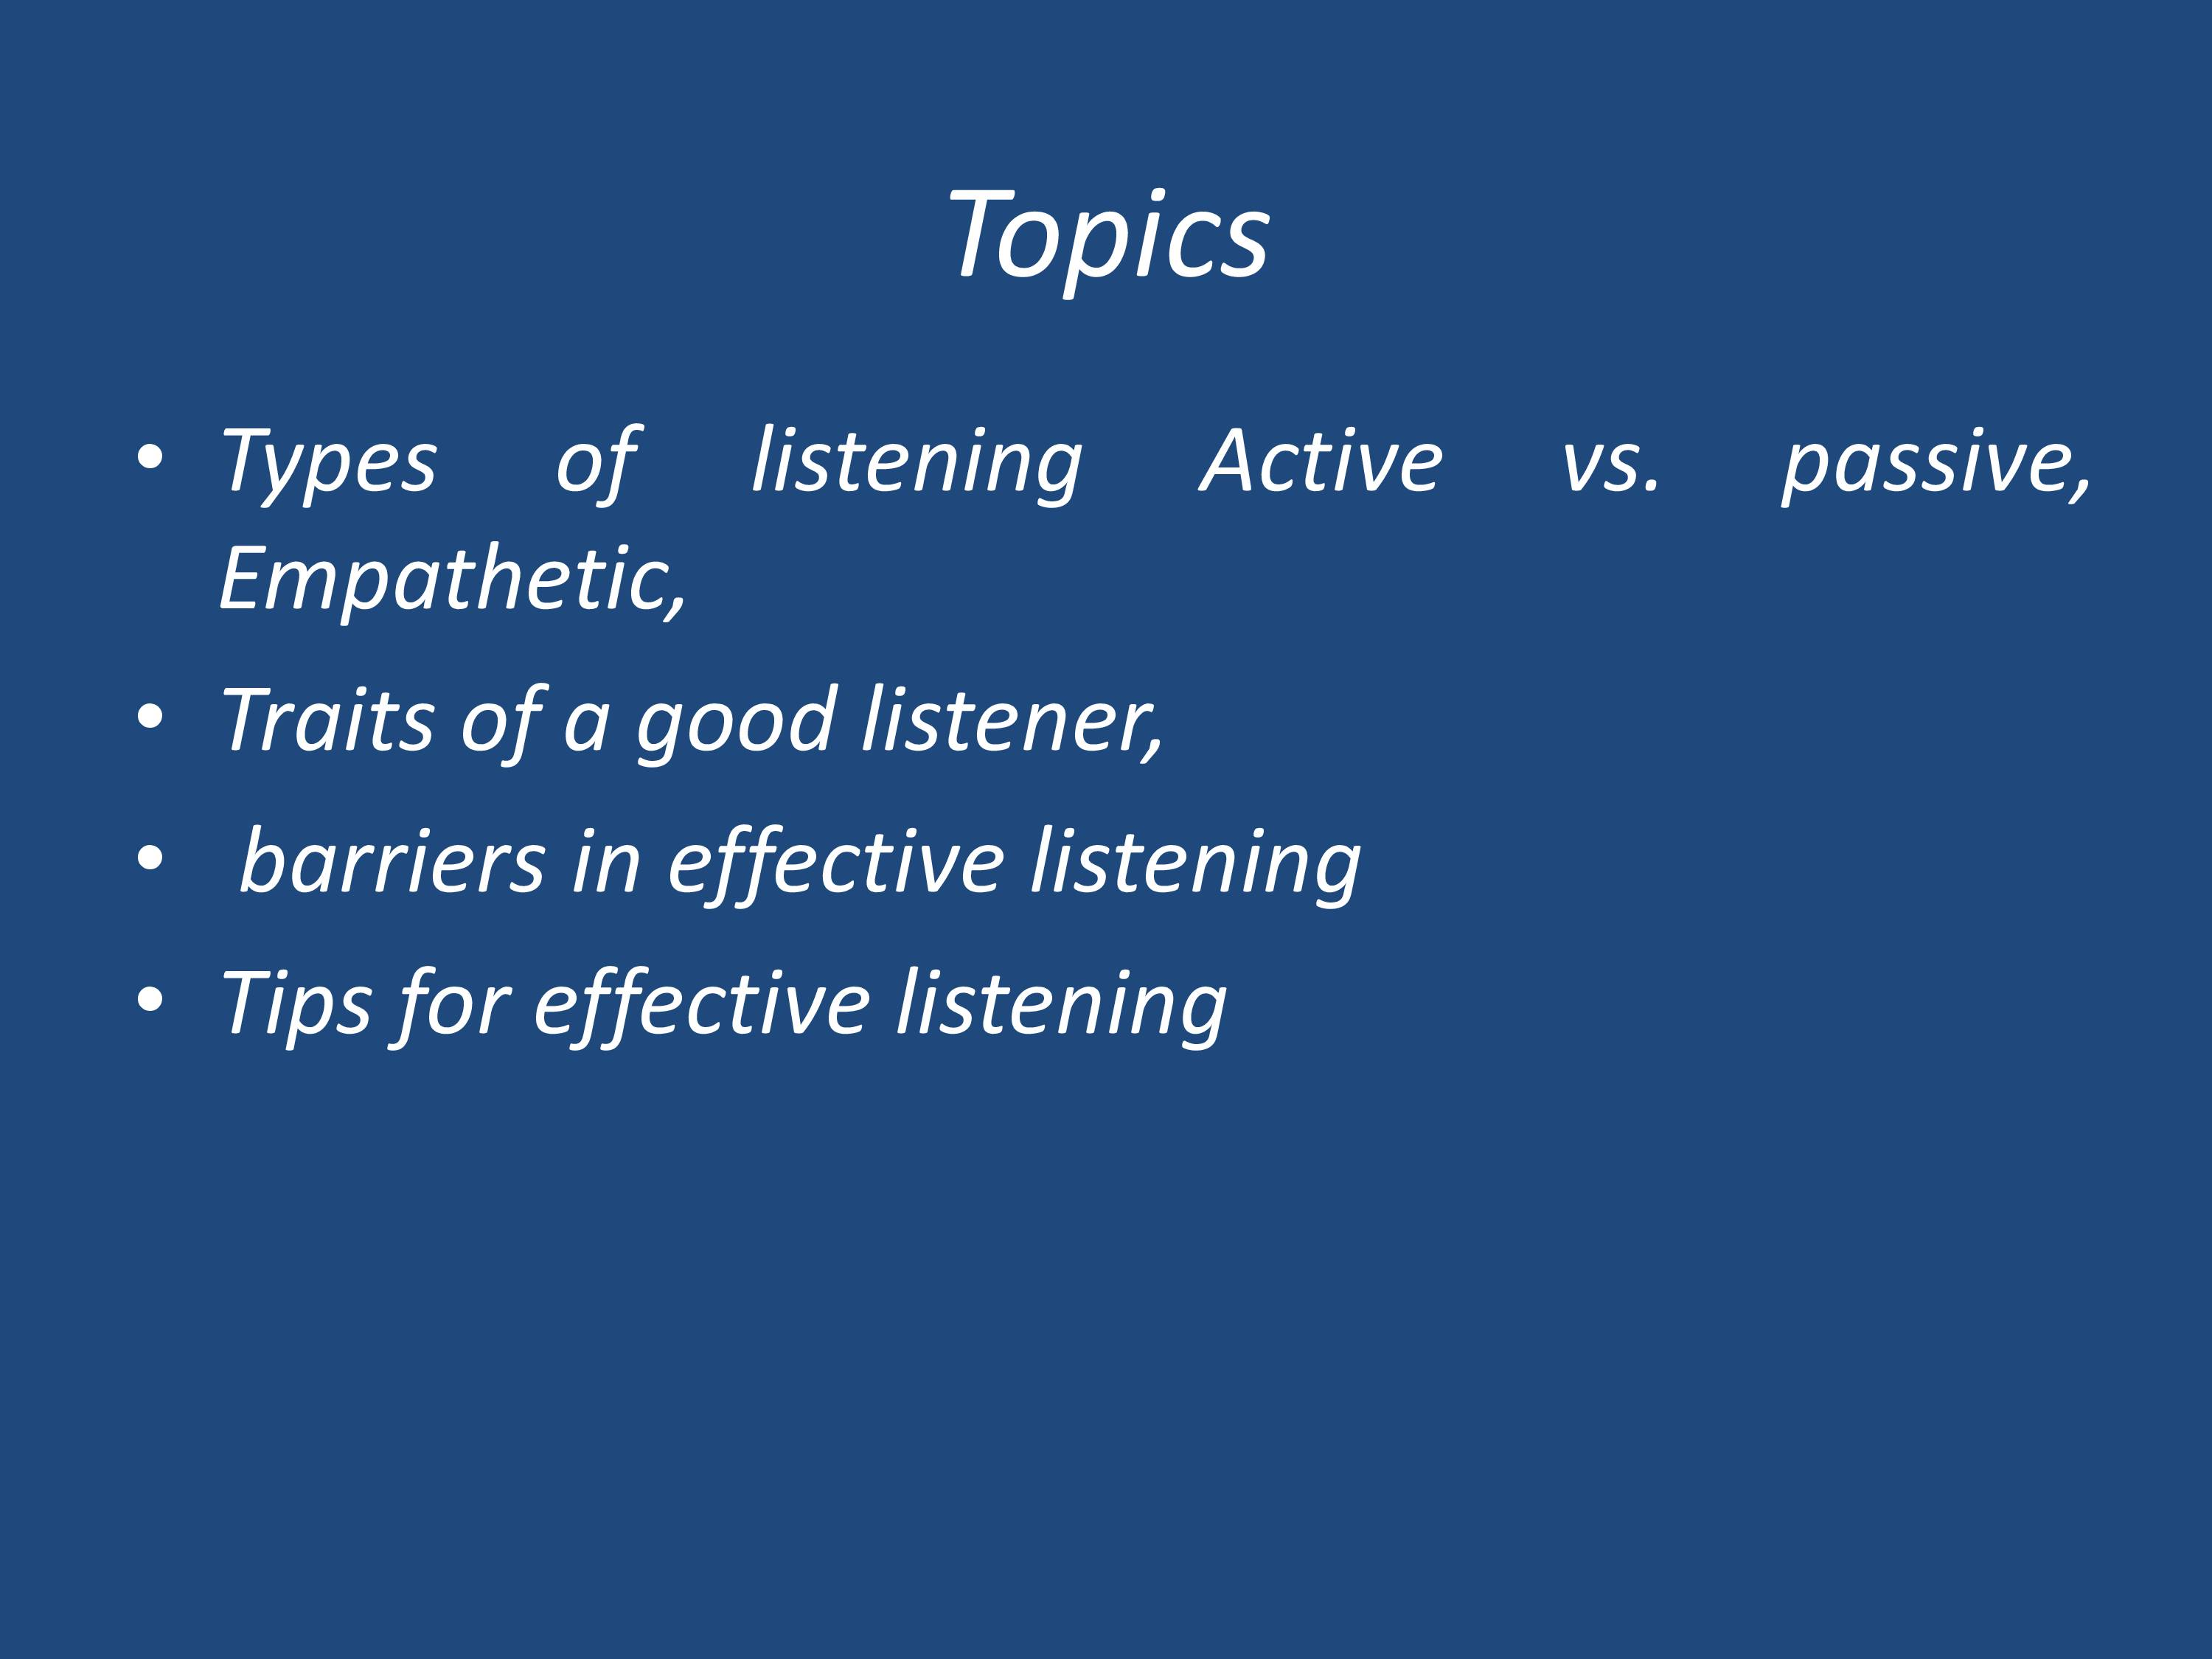 Topics
• Types of listening Active vs. passive,
Empathetic,
• Traits of a good listener,
• barriers in effective listening
• Tips for effective listening